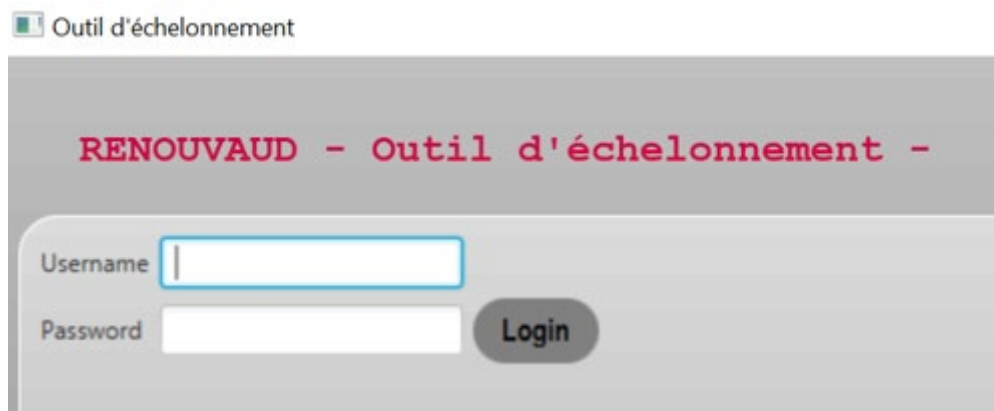 Outil d'échelonnement
RENOUVAUD - Outil d'échelonnement -
Username
Password Login